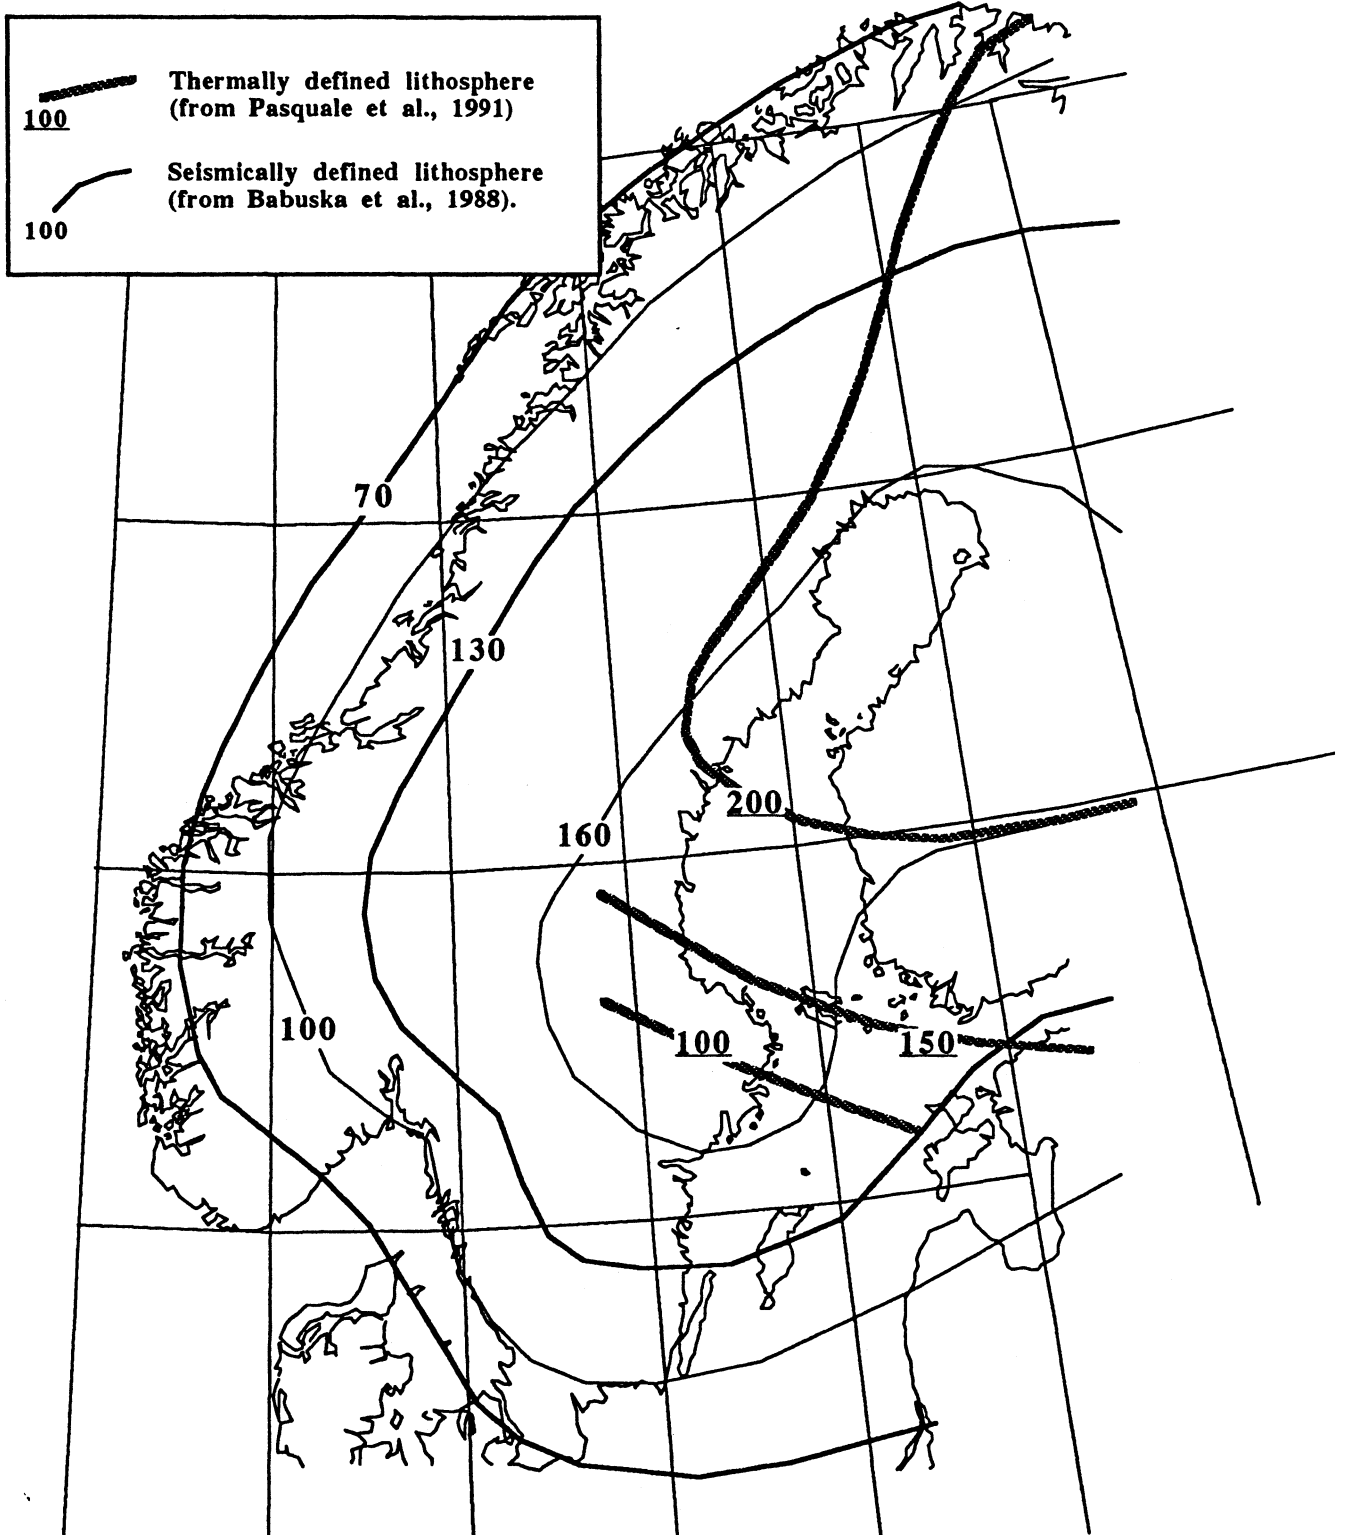 Thermally defined lithosphere
(from Pasquale et al., 1991)
100
Seismically defined lithosphere
(from Babuska et al., 1988).
100
70
130
200
160
100
100
150